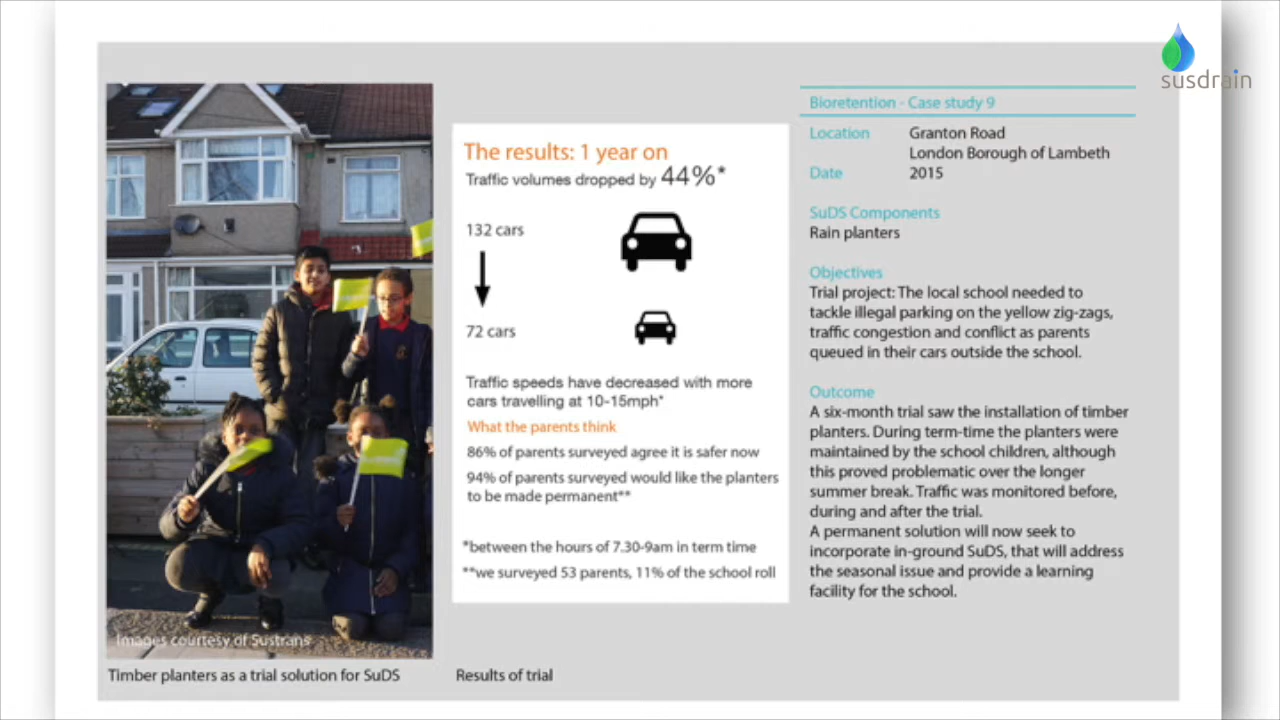 susdrain
Images courtesy of Sustrans
Timber planters as a trial solution for SuDS
The results: 1 year on
Traffic volumes dropped by 44%*
132 cars
72 cars
Traffic speeds have decreased with more
cars travelling at 10-15mph*
What the parents think
86% of parents surveyed agree it is safer now
94% of parents surveyed would like the planters
to be made permanent**
*between the hours of 7.30-9am in term time
**we surveyed 53 parents, 11% of the school roll
Results of trial
Bioretention - Case study 9
Location Granton Road
London Borough of Lambeth
Date 2015
SuDS Components
Rain planters
Objectives
Trial project: The local school needed to
tackle illegal parking on the yellow zig-zags,
traffic congestion and conflict as parents
queued in their cars outside the school.
Outcome
A six-month trial saw the installation of timber
planters. During term-time the planters were
maintained by the school children, although
this proved problematic over the longer
summer break. Traffic was monitored before,
during and after the trial.
A permanent solution will now seek to
incorporate in-ground SuDS, that will address
the seasonal issue and provide a learning
facility for the school.